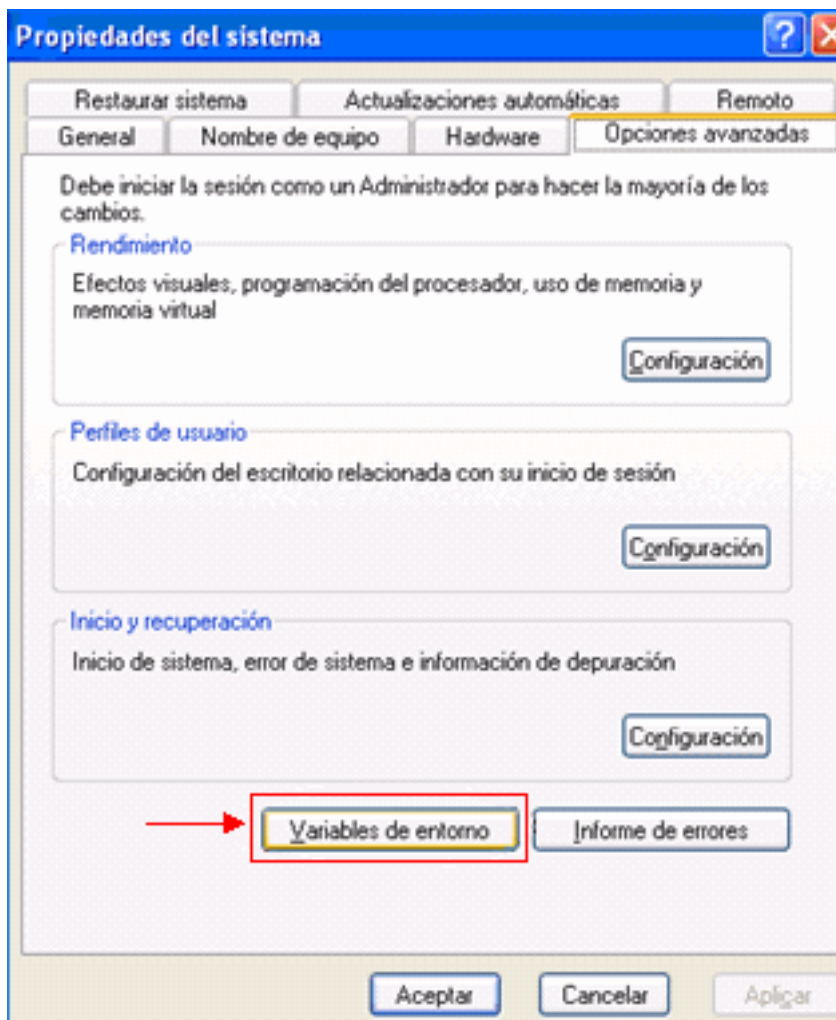 Propiedades del sistema
Restaurar sistema Actualizaciones automáticas Remoto
General Nombre de equipo Hardware Opciones avanzadas
Debe iniciar la sesión como un Administrador para hacer la mayoría de los
cambios.
Rendimiento
Efectos visuales, programación del procesador, uso de memoria y
memoria virtual
Configuración
Perfiles de usuario
Configuración del escritorio relacionada con su inicio de sesión
Configuración
Inicio y recuperación
Inicio de sistema, error de sistema e información de depuración
Configuración
Variables de entorno Informe de errores
Aceptar Cancelar Aplicar